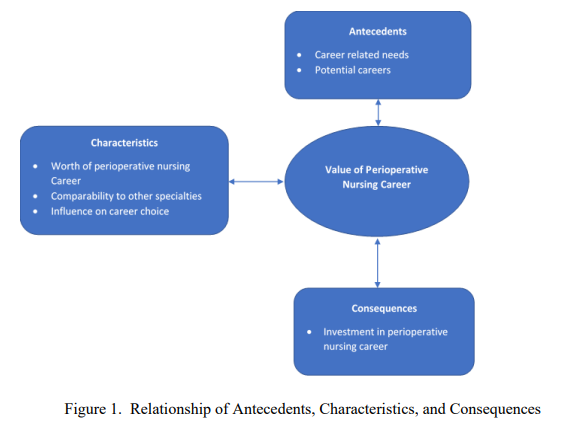 Antecedents
• Career related needs
• Potential careers
Characteristics
• Worth of perioperative nursing
Career
• Comparability to other specialties
• Influence on career choice
Value of Perioperative
Nursing Career
Consequences
• Investment in perioperative
nursing career
Figure 1. Relationship of Antecedents, Characteristics, and Consequences